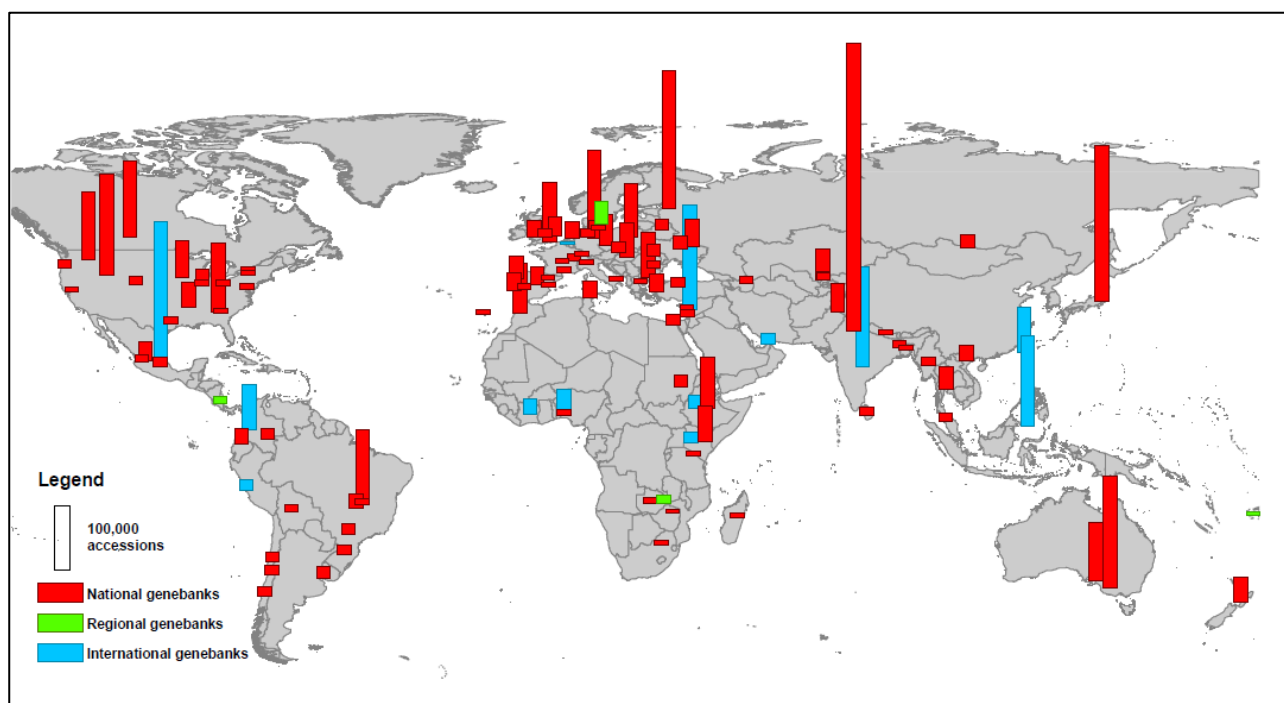 Legend
100,000
accessions
National genebanks
Regional genebanks
International genebanks